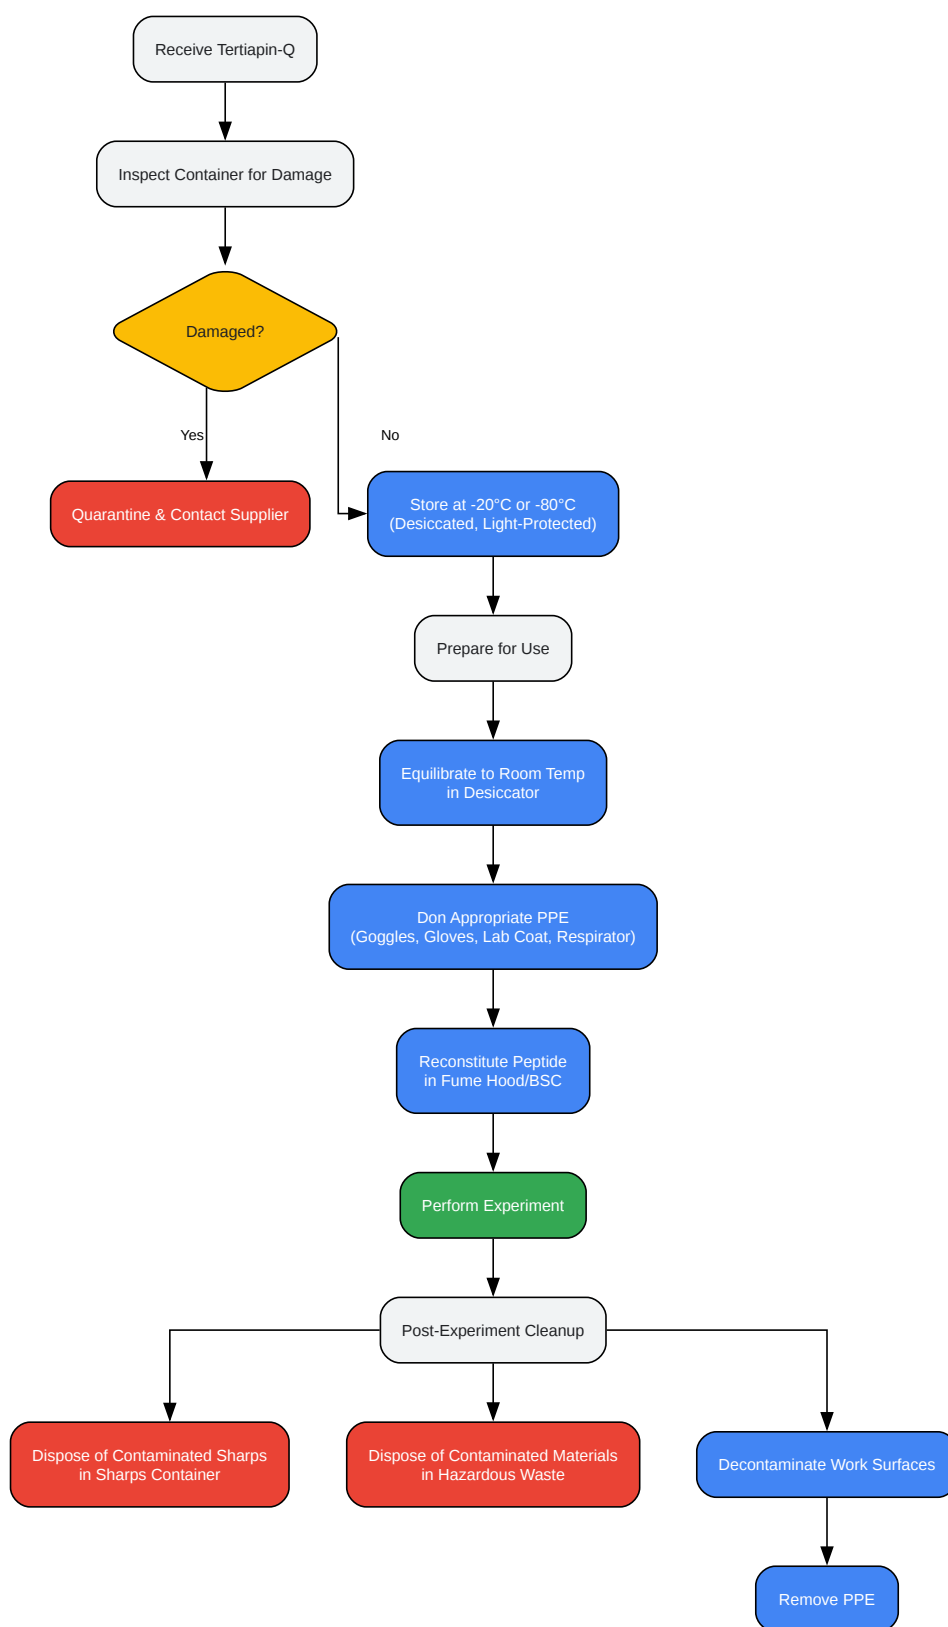 Receive Tertiapin-Q
Inspect Container for Damage
Damaged?
Yes
No
Quarantine & Contact Supplier
Store at -20°C or -80°C
(Desiccated, Light-Protected)
Prepare for Use
Equilibrate to Room Temp
in Desiccator
Don Appropriate PPE
(Goggles, Gloves, Lab Coat, Respirator)
Reconstitute Peptide
in Fume Hood/BSC
Perform Experiment
Post-Experiment Cleanup
Dispose of Contaminated Sharps
in Sharps Container
Dispose of Contaminated Materials
in Hazardous Waste
Decontaminate Work Surfaces
Remove PPE